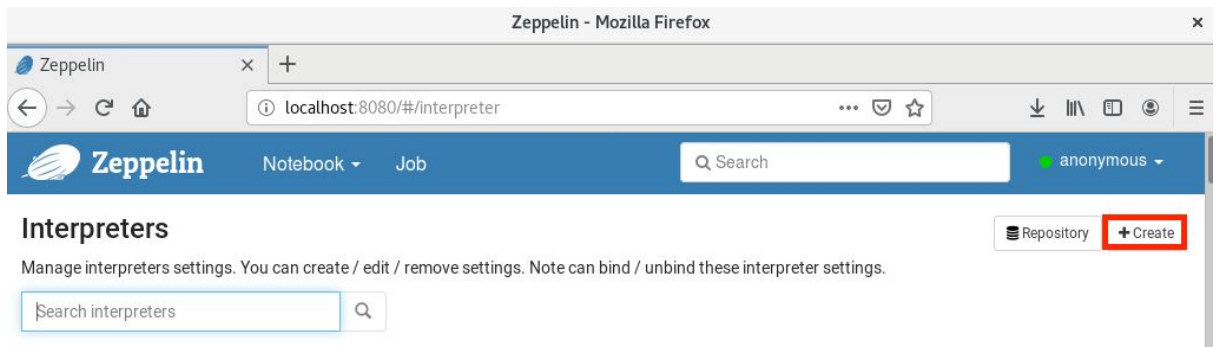 Zeppelin - Mozilla Firefox
Zeppelin
localhost:8080/#/interpreter
Zeppelin Notebook Job Search anonymous
Interpreters
Repository + Create
Manage interpreters settings. You can create / edit / remove settings. Note can bind / unbind these interpreter settings.
Search interpreters